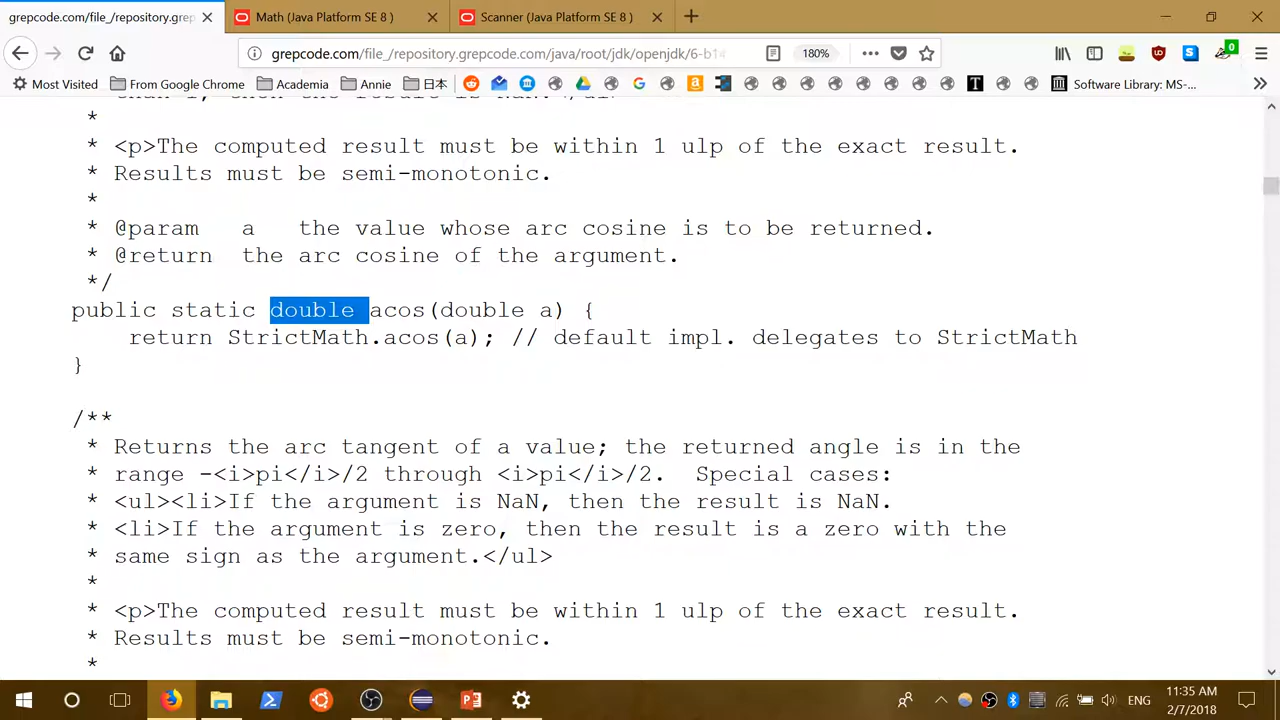 grepcode.com/file_/repository.grep
Math (Java Platform SE 8 )
Scanner (Java Platform SE 8 )
grepcode.com/file_/repository.grepcode.com/java/root/jdk/openjdk/6-b14
180%
0
Most Visited
From Google Chrome
Academia
Annie
日本
Software Library: MS-...
*
* <p>The computed result must be within 1 ulp of the exact result.
* Results must be semi-monotonic.
*
* @param a the value whose arc cosine is to be returned.
* @return the arc cosine of the argument.
*/
public static double acos(double a) {
return StrictMath.acos(a); // default impl. delegates to StrictMath
}
/**
* Returns the arc tangent of a value; the returned angle is in the
* range -<i>pi</i>/2 through <i>pi</i>/2. Special cases:
* <ul><li>If the argument is NaN, then the result is NaN.
* <li>If the argument is zero, then the result is a zero with the
* same sign as the argument.</ul>
*
* <p>The computed result must be within 1 ulp of the exact result.
* Results must be semi-monotonic.
*
ENG
11:35 AM
2/7/2018